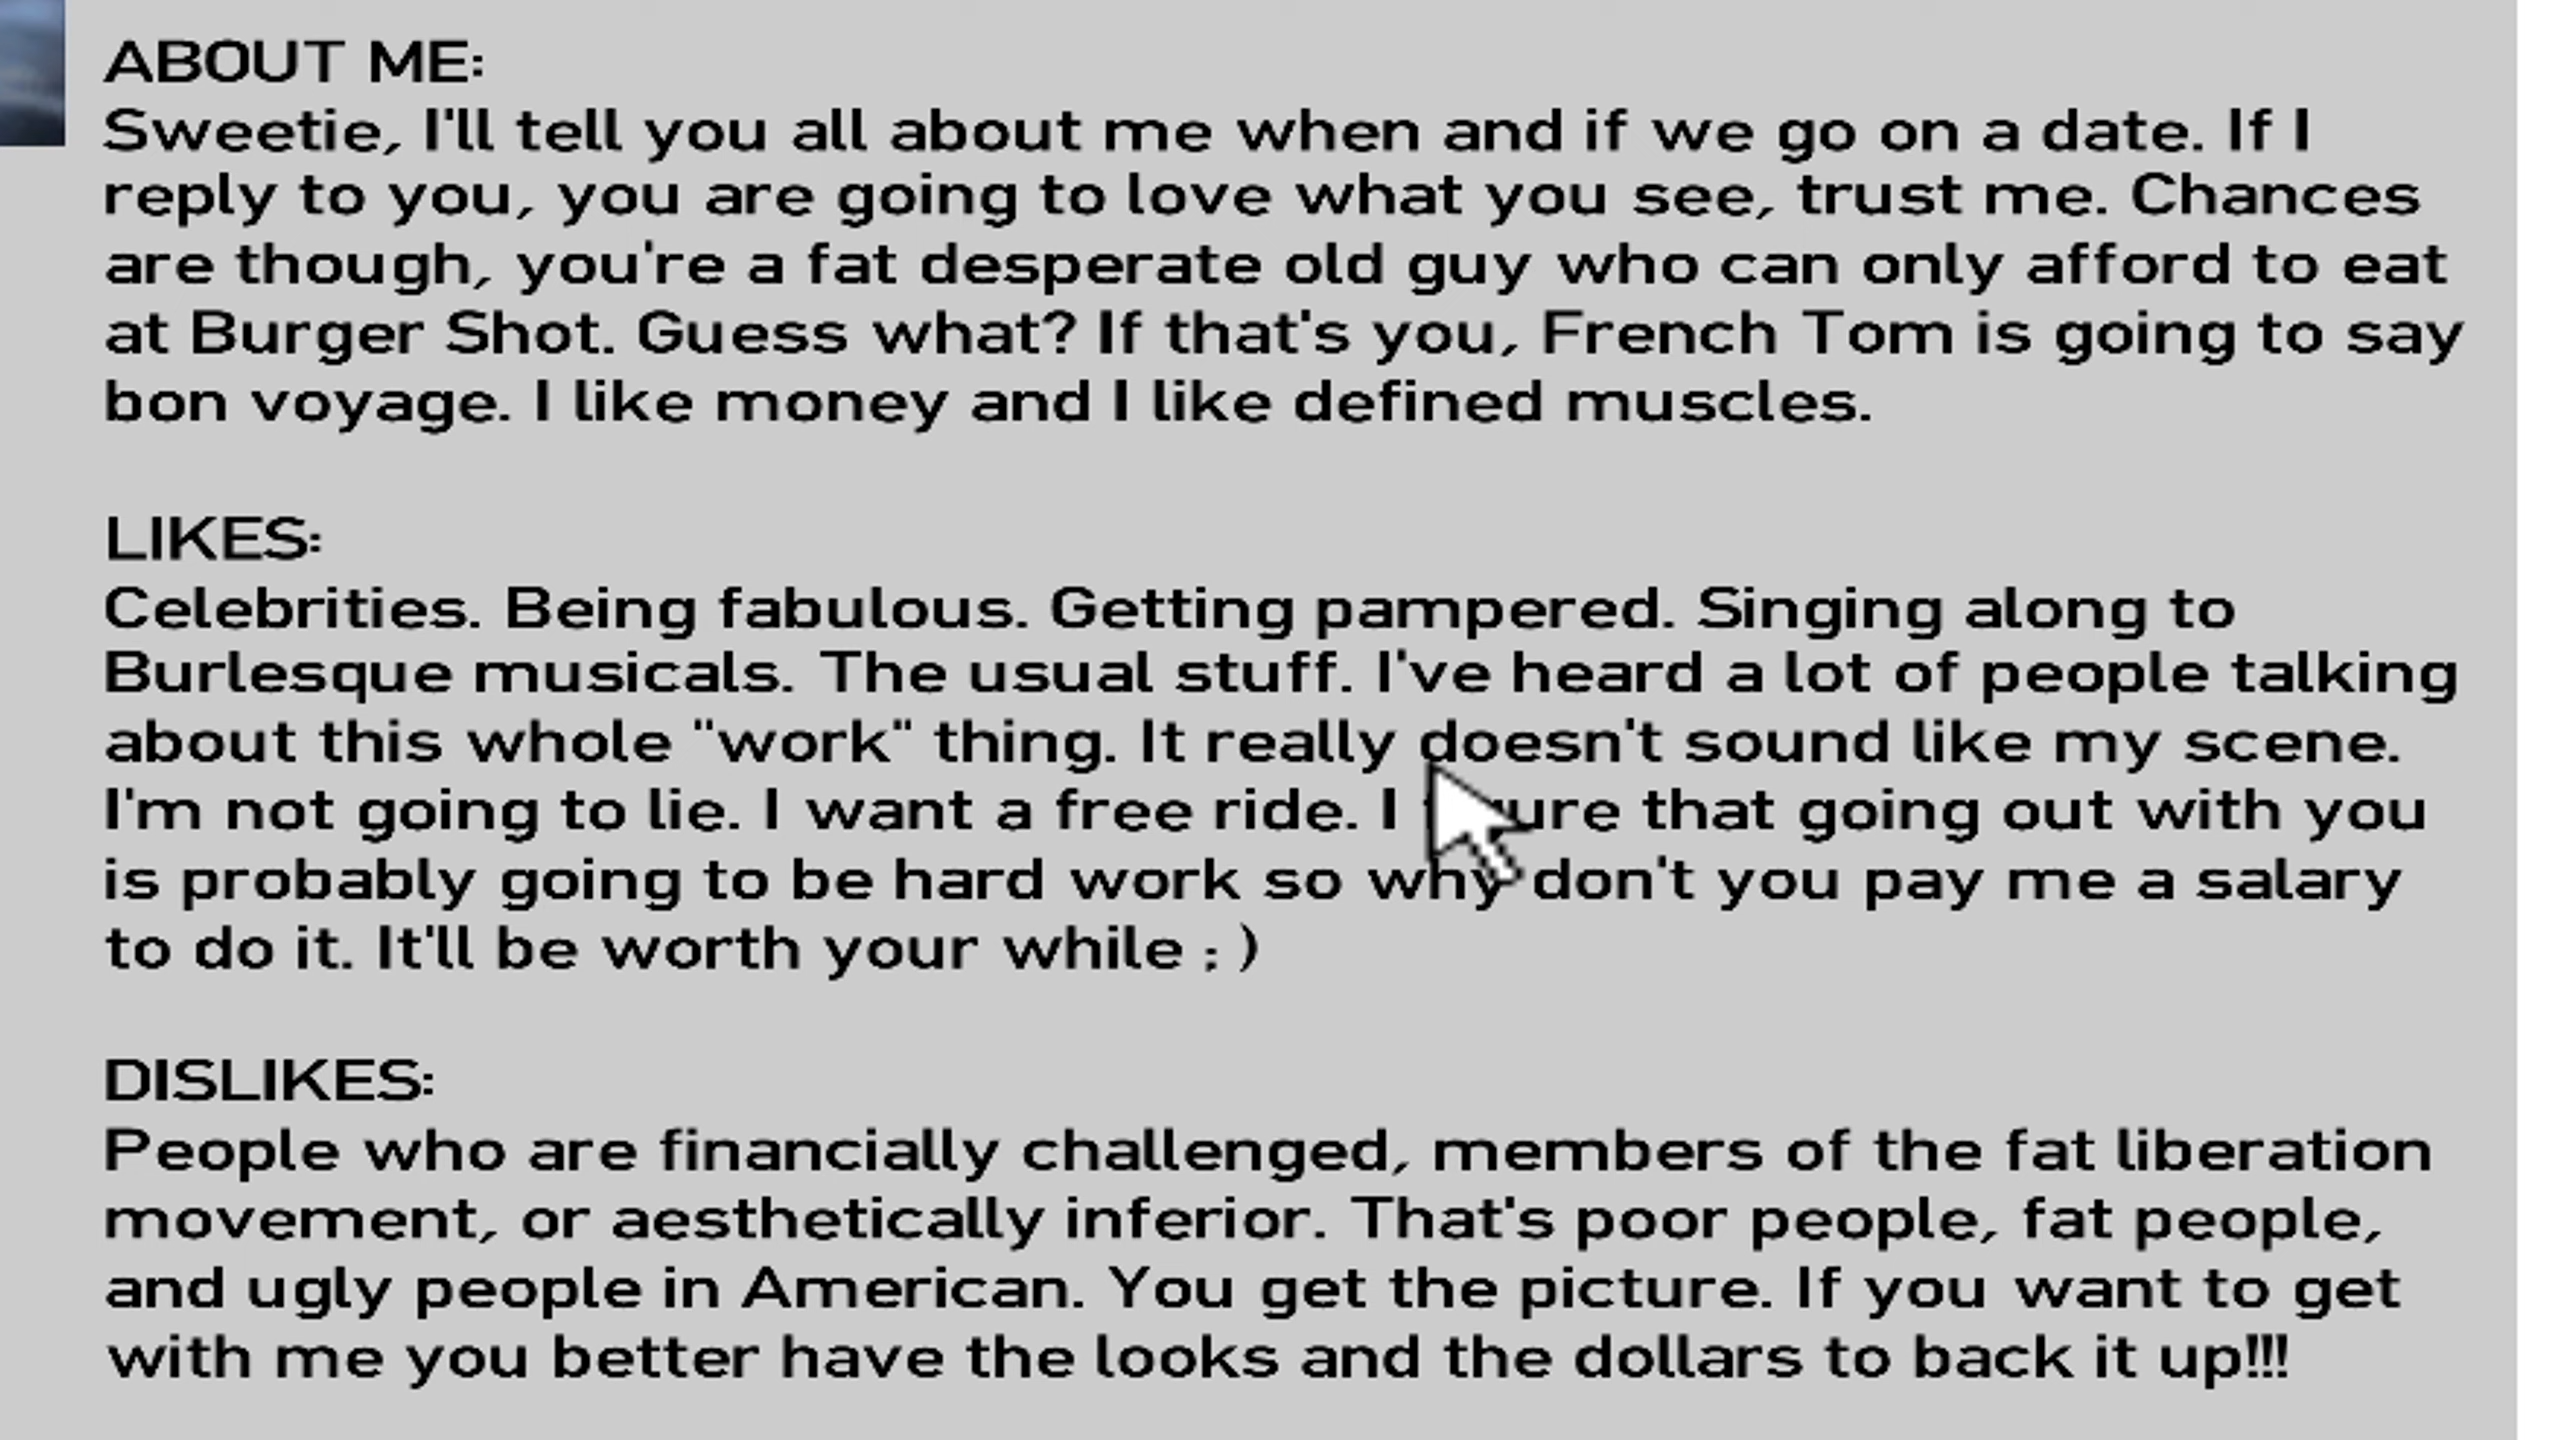 ABOUT ME:
Sweetie, I'll tell you all about me when and if we go on a date. If I
reply to you, you are going to love what you see, trust me. Chances
are though, you're a fat desperate old guy who can only afford to eat
at Burger Shot. Guess what? If that's you, French Tom is going to say
bon voyage. I like money and I like defined muscles.
LIKES:
Celebrities. Being fabulous. Getting pampered. Singing along to
Burlesque musicals. The usual stuff. I've heard a lot of people talking
about this whole "work" thing. It really doesn't sound like my scene.
I'm not going to lie. I want a free ride. I that going out with you
is probably going to be hard work so why don't you pay me a salary
to do it. It'll be worth your while ; )
DISLIKES:
People who are financially challenged, members of the fat liberation
movement, or aesthetically inferior. That's poor people, fat people,
and ugly people in American. You get the picture. If you want to get
with me you better have the looks and the dollars to back it up!!!